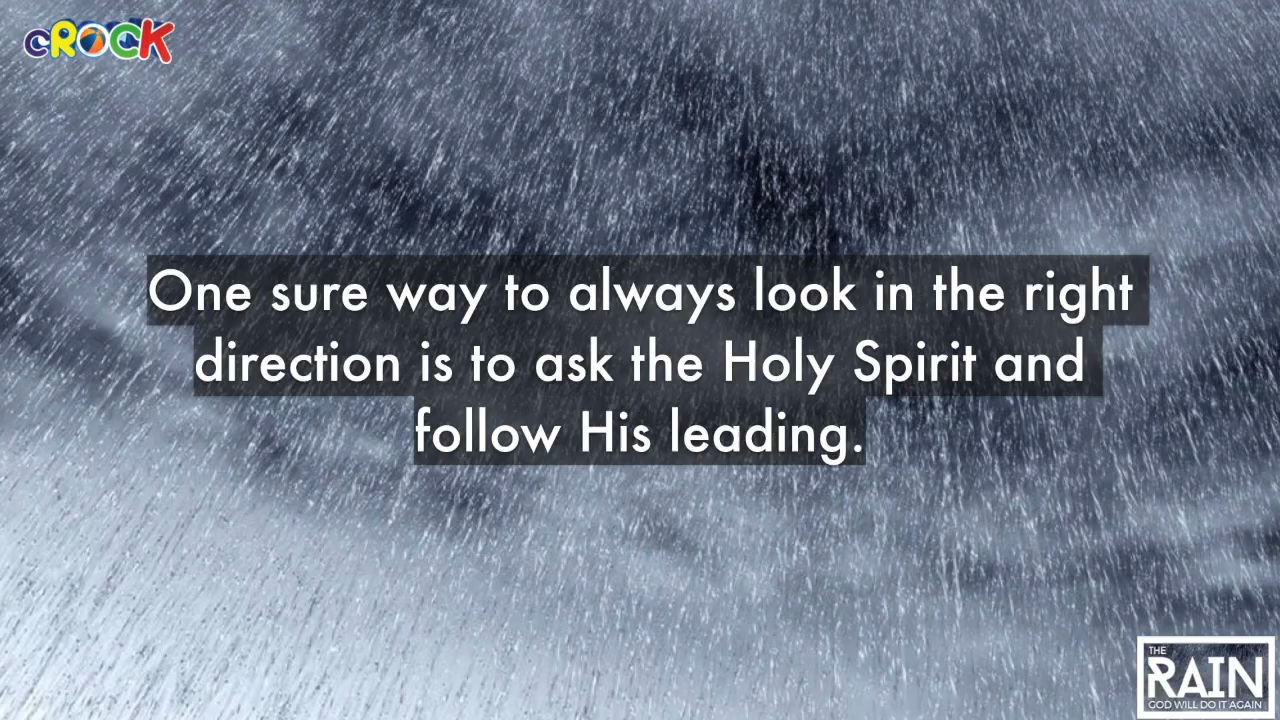 cROCK
One sure way to always look in the right
direction is to ask the Holy Spirit and
follow His leading.
THE
RAIN
GOD WILL DO IT AGAIN